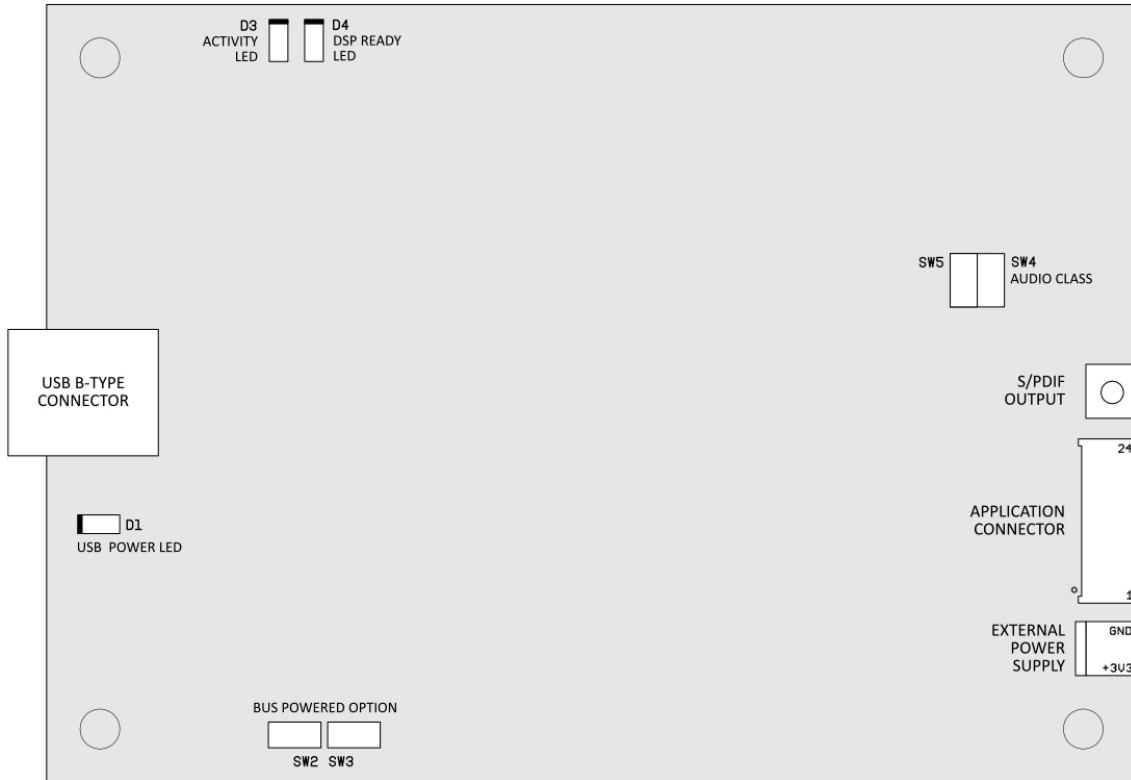 D3
ACTIVITY
LED
D4
DSP READY
LED
SW5
SW4
AUDIO CLASS
USB B-TYPE
CONNECTOR
S/PDIF
OUTPUT
24
APPLICATION
CONNECTOR
1
D1
USB POWER LED
EXTERNAL
POWER
SUPPLY
GND
+3V3
BUS POWERED OPTION
SW2 SW3